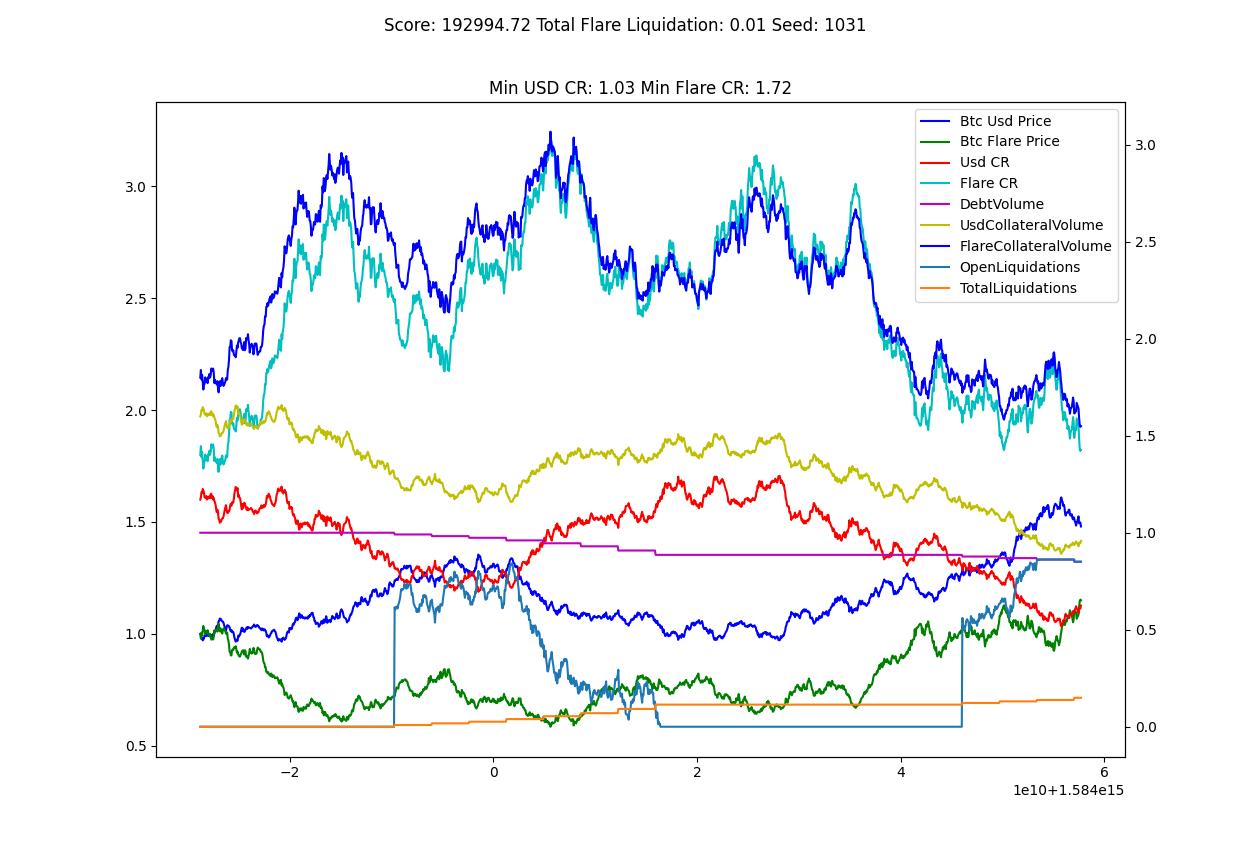 Score: 192994.72 Total Flare Liquidation: 0.01 Seed: 1031
Min USD CR: 1.03 Min Flare CR: 1.72
Btc Usd Price
Btc Flare Price
Usd CR
Flare CR
DebtVolume
UsdCollateralVolume
FlareCollateralVolume
OpenLiquidations
TotalLiquidations
3.0
2.5
2.0
1.5
1.0
0.5
3.0
2.5
2.0
1.5
1.0
0.5
0.0
−2 0 2 4 6
1e10+1.584e15